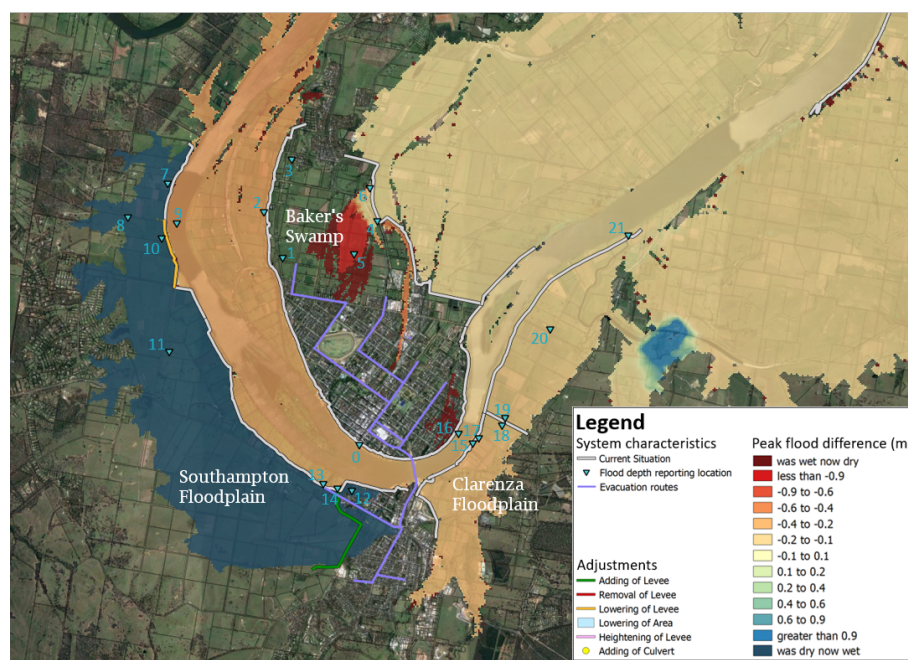 7
3
2
6
8
9
4
Baker's
Swamp
10
1
5
21
11
20
16
17
15
19
18
0
Southampton
Floodplain
13
14
12
Clarenza
Floodplain
Legend
System characteristics
Current Situation
Flood depth reporting location
Evacuation routes
Adjustments
Adding of Levee
Removal of Levee
Lowering of Levee
Lowering of Area
Heightening of Levee
Adding of Culvert
Peak flood difference (m
was wet now dry
less than -0.9
-0.9 to -0.6
-0.6 to -0.4
-0.4 to -0.2
-0.2 to -0.1
-0.1 to 0.1
0.1 to 0.2
0.2 to 0.4
0.4 to 0.6
0.6 to 0.9
greater than 0.9
was dry now wet